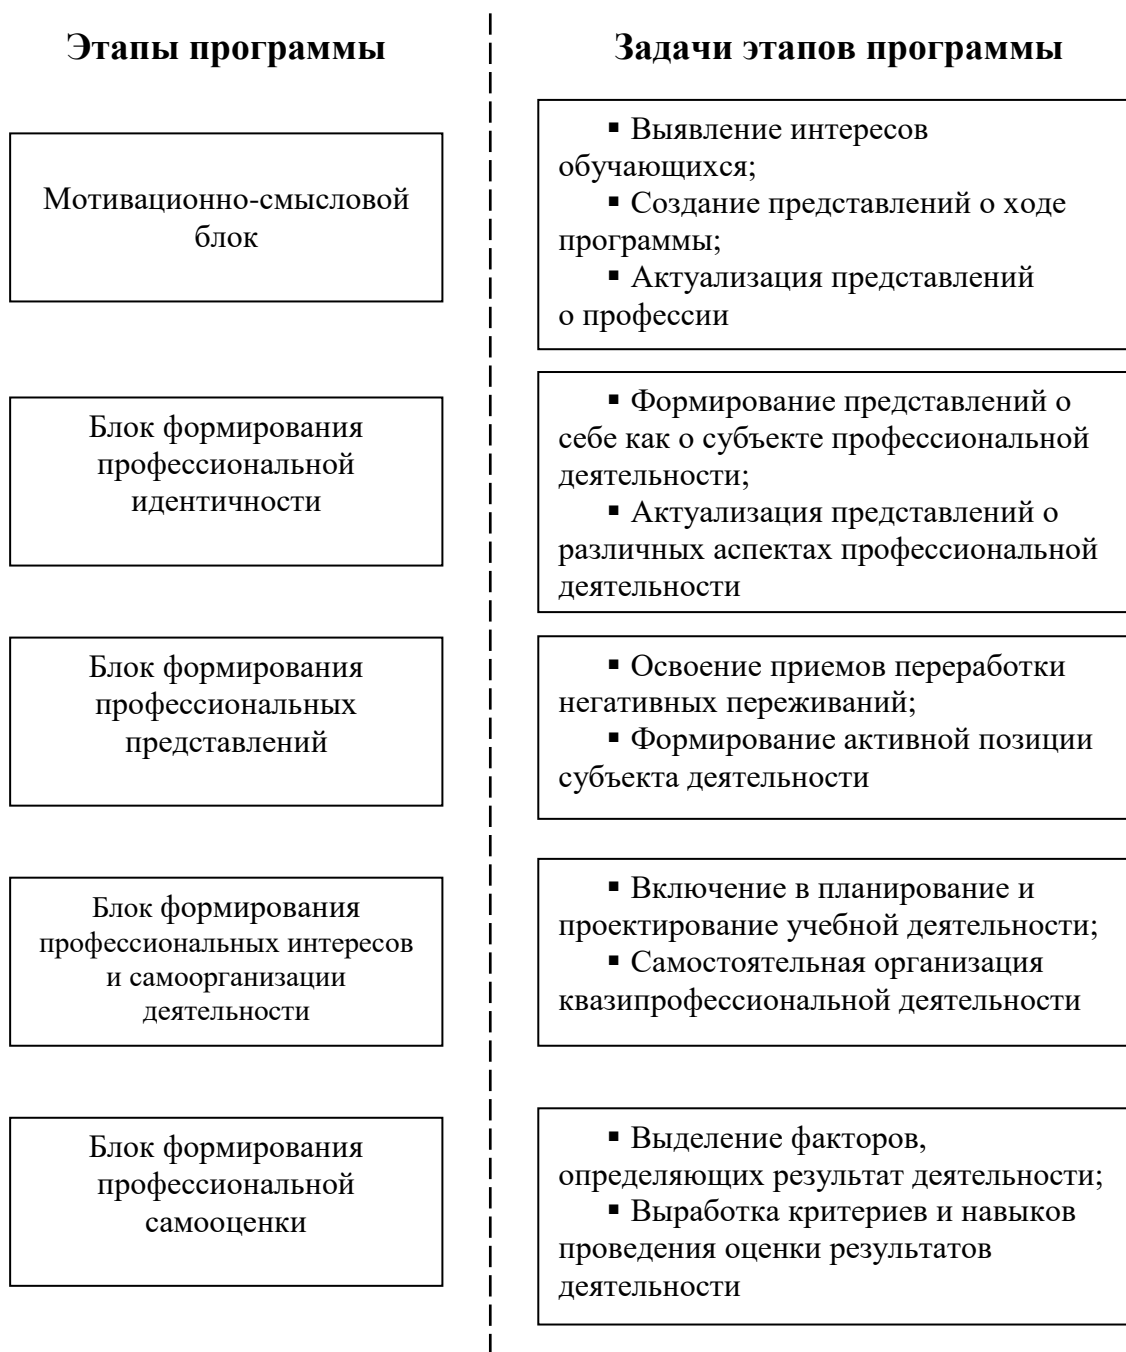 Этапы программы
Задачи этапов программы
Мотивационно-смысловой
блок
▪ Выявление интересов
обучающихся;
▪ Создание представлений о ходе
программы;
▪ Актуализация представлений
о профессии
Блок формирования
профессиональной
идентичности
▪ Формирование представлений о
себе как о субъекте профессиональной
деятельности;
▪ Актуализация представлений о
различных аспектах профессиональной
деятельности
Блок формирования
профессиональных
представлений
▪ Освоение приемов переработки
негативных переживаний;
▪ Формирование активной позиции
субъекта деятельности
Блок формирования
профессиональных интересов
и самоорганизации
деятельности
▪ Включение в планирование и
проектирование учебной деятельности;
▪ Самостоятельная организация
квазипрофессиональной деятельности
Блок формирования
профессиональной
самооценки
▪ Выделение факторов,
определяющих результат деятельности;
▪ Выработка критериев и навыков
проведения оценки результатов
деятельности